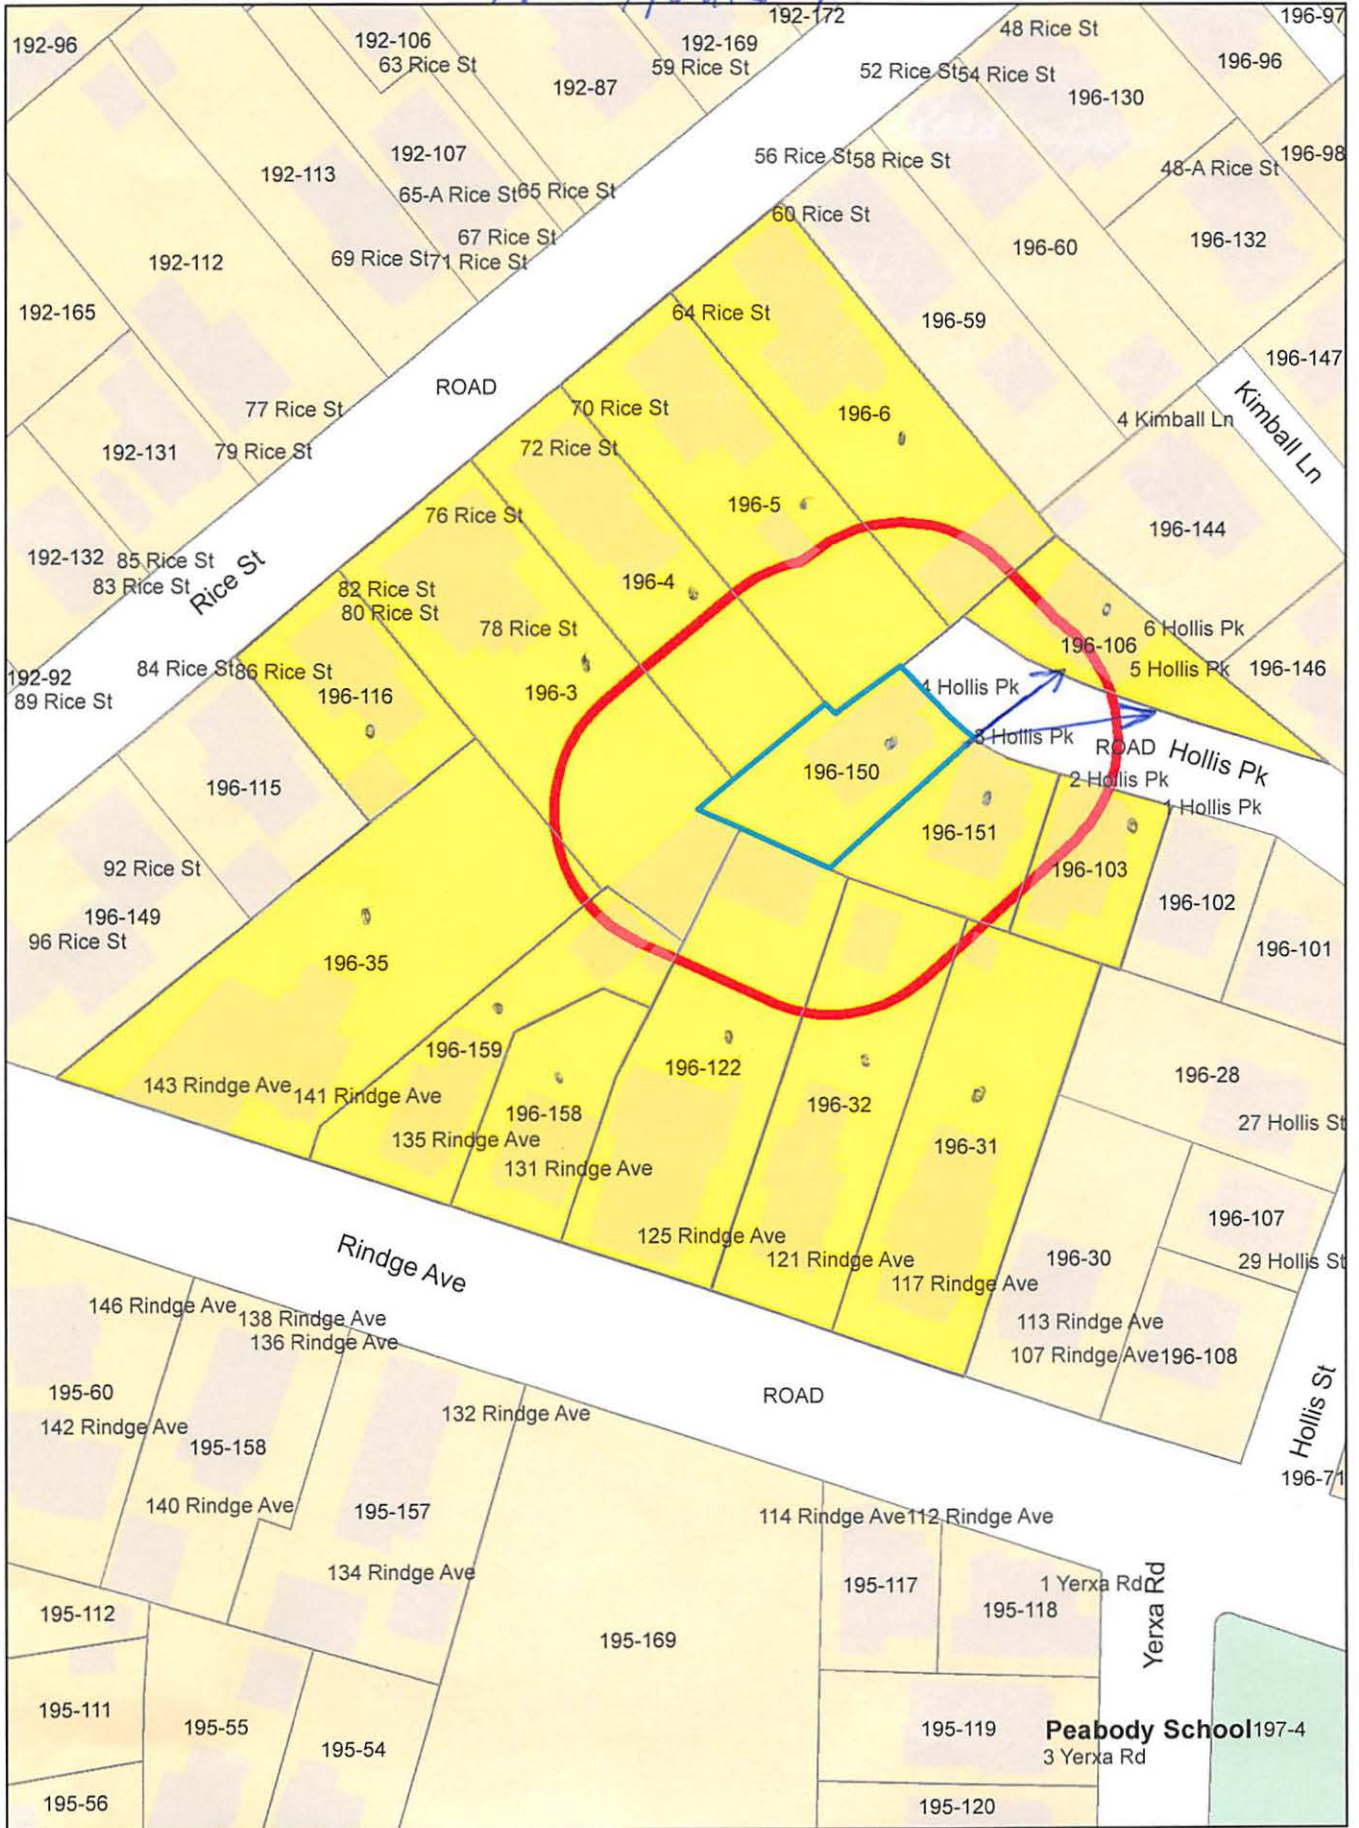 192-172
196-97
192-96
192-106
63 Rice St
192-169
59 Rice St
48 Rice St
196-96
52 Rice St
54 Rice St
192-87
196-130
192-107
56 Rice St
58 Rice St
196-98
48-A Rice St
192-113
65-A Rice St
65 Rice St
60 Rice St
67 Rice St
192-112
69 Rice St
71 Rice St
196-60
196-132
192-165
64 Rice St
196-59
196-147
ROAD
77 Rice St
70 Rice St
196-6
4 Kimball Ln
Kimball Ln
192-131
79 Rice St
72 Rice St
196-5
76 Rice St
196-144
192-132
85 Rice St
83 Rice St
Rice St
82 Rice St
80 Rice St
196-4
78 Rice St
6 Hollis Pk
196-106
5 Hollis Pk
196-146
192-92
89 Rice St
84 Rice St
86 Rice St
196-116
196-3
4 Hollis Pk
3 Hollis Pk
ROAD
Hollis Pk
196-150
2 Hollis Pk
1 Hollis Pk
196-115
196-151
92 Rice St
196-103
196-149
96 Rice St
196-102
196-101
196-35
196-159
196-122
196-28
143 Rindge Ave
141 Rindge Ave
196-158
196-32
27 Hollis St
135 Rindge Ave
131 Rindge Ave
196-31
196-107
125 Rindge Ave
121 Rindge Ave
117 Rindge Ave
196-30
29 Hollis St
Rindge Ave
146 Rindge Ave
138 Rindge Ave
136 Rindge Ave
113 Rindge Ave
107 Rindge Ave
196-108
195-60
142 Rindge Ave
195-158
132 Rindge Ave
ROAD
Hollis St
196-71
140 Rindge Ave
195-157
114 Rindge Ave
112 Rindge Ave
134 Rindge Ave
195-117
1 Yerxa Rd
195-118
Yerxa Rd
195-112
195-169
195-111
195-55
195-54
195-119
Peabody School
197-4
3 Yerxa Rd
195-56
195-120